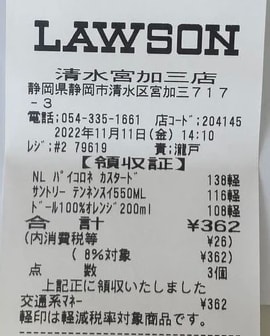 LAWSON
清水宮加三店
静岡県静岡市清水区宮加三717
-3
電話:054-335-1661 店コード:204145
2022年11月11日(金) 14:10
レジ:#2 79619 責:瀧戸
【領収証】
NL パイコロネ カスタード 138軽
サントリー テンネンスイ550ML 116軽
ドール100%オレンジ200ml 108軽
合 計 ¥362
(内消費税等 ¥26)
( 8%対象 ¥362)
点 数 3個
上記正に領収いたしました
交通系マネー ¥362
軽印は軽減税率対象商品です。